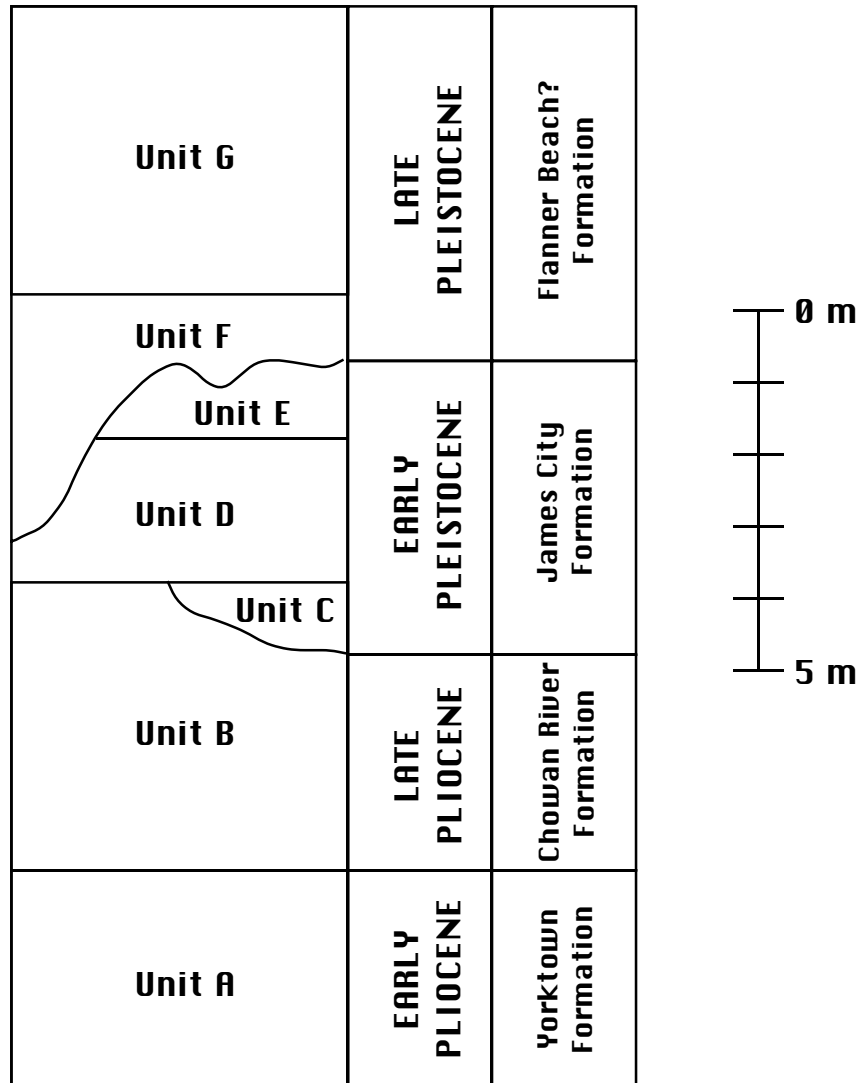 Unit G
LATE
PLEISTOCENE
Flanner Beach?
Formation
0 m
Unit F
Unit E
Unit D
EARLY
PLEISTOCENE
James City
Formation
Unit C
5 m
Unit B
LATE
PLIOCENE
Chowan River
Formation
Unit A
EARLY
PLIOCENE
Yorktown
Formation